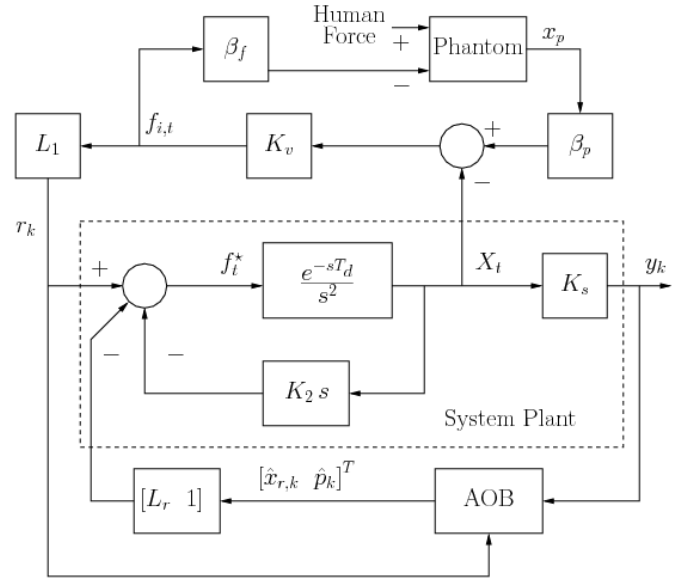 Human
Force
+
−
β_f
Phantom
x_p
f_{i,t}
L_1
K_v
+
−
β_p
r_k
+
f_t^⋆
e^{-sT_d}
s^2
X_t
K_s
y_k
−
−
K_2 s
System Plant
[L_r 1]
[x̂_{r,k} p̂_k]^T
AOB